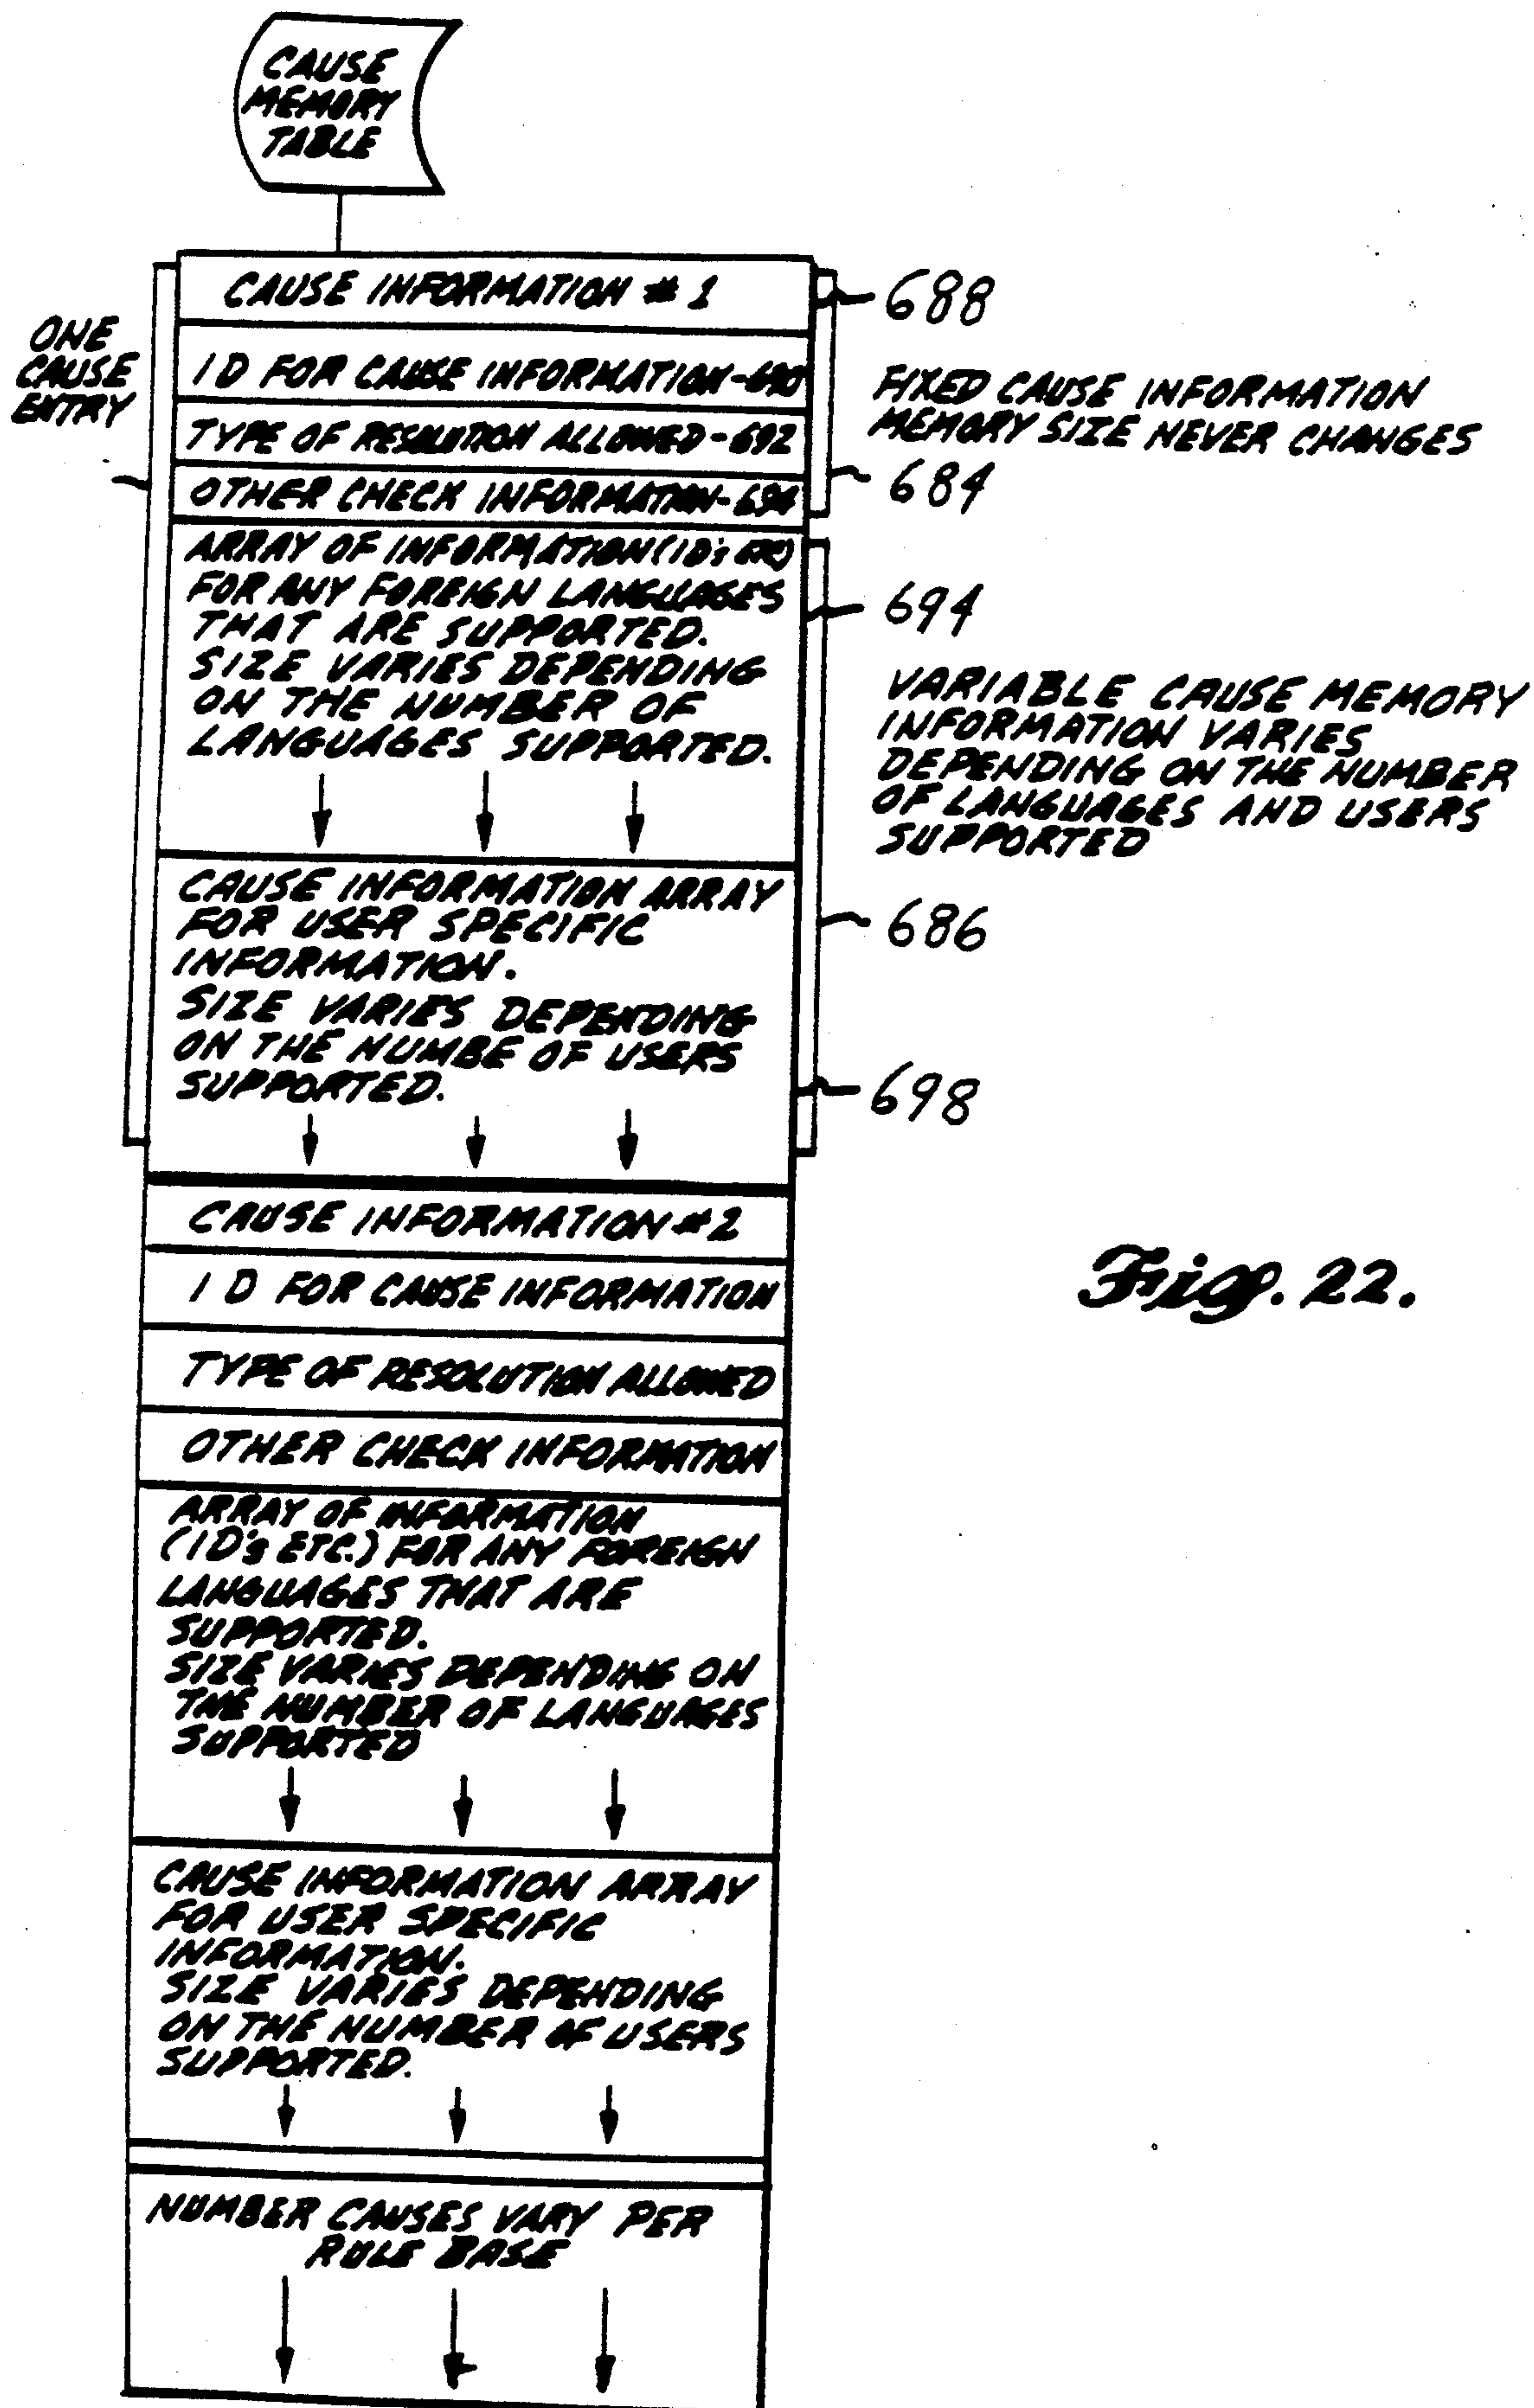 CAUSE
MEMORY
TABLE
CAUSE INFORMATION # 1
688
ONE
CAUSE
ENTRY
ID FOR CAUSE INFORMATION-690
FIXED CAUSE INFORMATION
MEMORY SIZE NEVER CHANGES
TYPE OF RESOLUTION ALLOWED-692
684
OTHER CHECK INFORMATION-694
ARRAY OF INFORMATION (ID's ETC)
FOR ANY FOREIGN LANGUAGES
THAT ARE SUPPORTED.
SIZE VARIES DEPENDING
ON THE NUMBER OF
LANGUAGES SUPPORTED.
694
VARIABLE CAUSE MEMORY
INFORMATION VARIES
DEPENDING ON THE NUMBER
OF LANGUAGES AND USERS
SUPPORTED
CAUSE INFORMATION ARRAY
FOR USER SPECIFIC
INFORMATION.
SIZE VARIES DEPENDING
ON THE NUMBE OF USERS
SUPPORTED.
686
698
CAUSE INFORMATION #2
ID FOR CAUSE INFORMATION
Fig. 22.
TYPE OF RESOLUTION ALLOWED
OTHER CHECK INFORMATION
ARRAY OF INFORMATION
(ID's ETC.) FOR ANY FOREIGN
LANGUAGES THAT ARE
SUPPORTED.
SIZE VARIES DEPENDING ON
THE NUMBER OF LANGUAGES
SUPPORTED
CAUSE INFORMATION ARRAY
FOR USER SPECIFIC
INFORMATION.
SIZE VARIES DEPENDING
ON THE NUMBER OF USERS
SUPPORTED.
NUMBER CAUSES VARY PER
RULE BASE